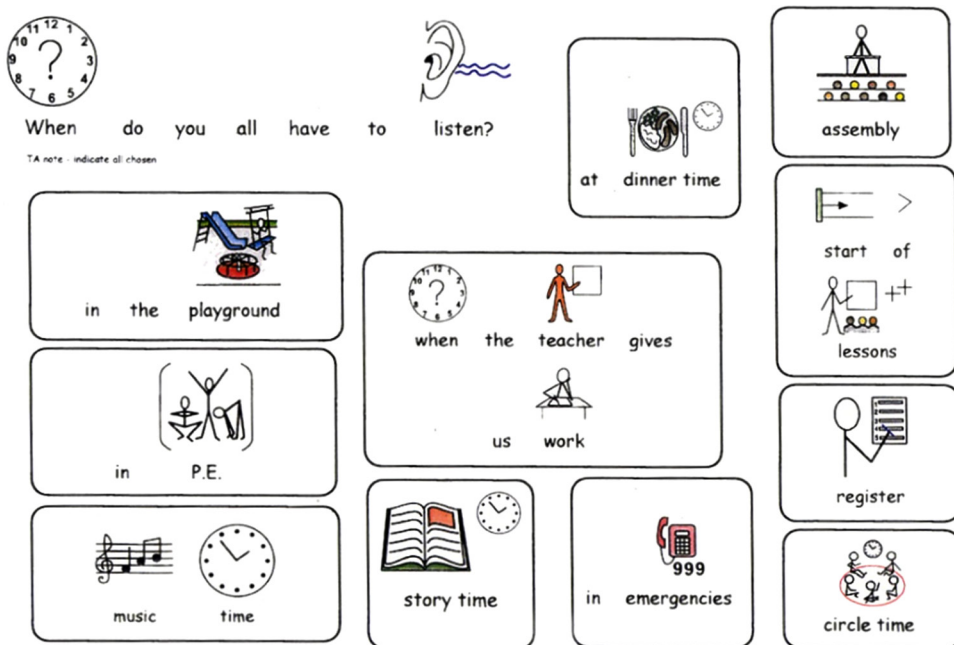 When do you all have to listen?
TA note - indicate all chosen
at dinner time
assembly
in the playground
when the teacher gives
us work
start of
lessons
in P.E.
register
music time
story time
999
in emergencies
circle time